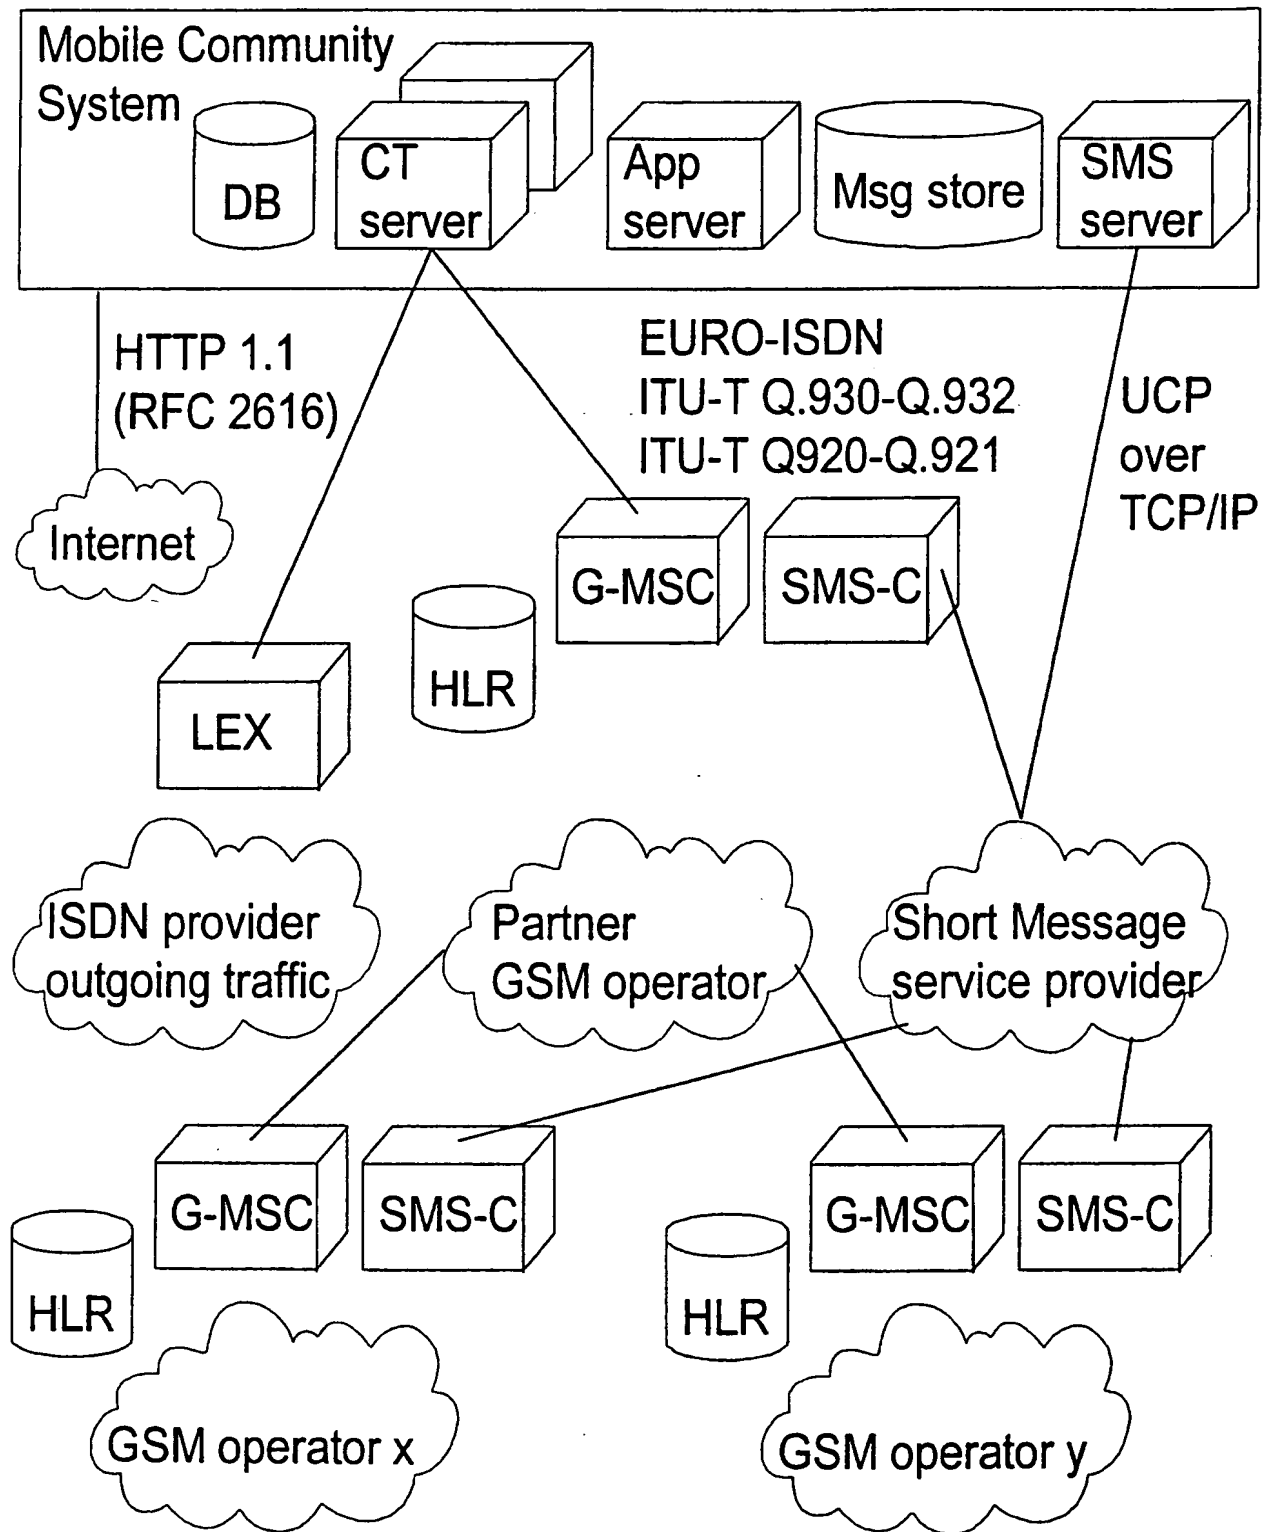 Mobile Community
System
DB
CT
server
App
server
Msg store
SMS
server
HTTP 1.1
(RFC 2616)
EURO-ISDN
ITU-T Q.930-Q.932
ITU-T Q920-Q.921
UCP
over
TCP/IP
Internet
G-MSC
SMS-C
HLR
LEX
ISDN provider
outgoing traffic
Partner
GSM operator
Short Message
service provider
G-MSC
SMS-C
HLR
G-MSC
SMS-C
HLR
GSM operator x
GSM operator y